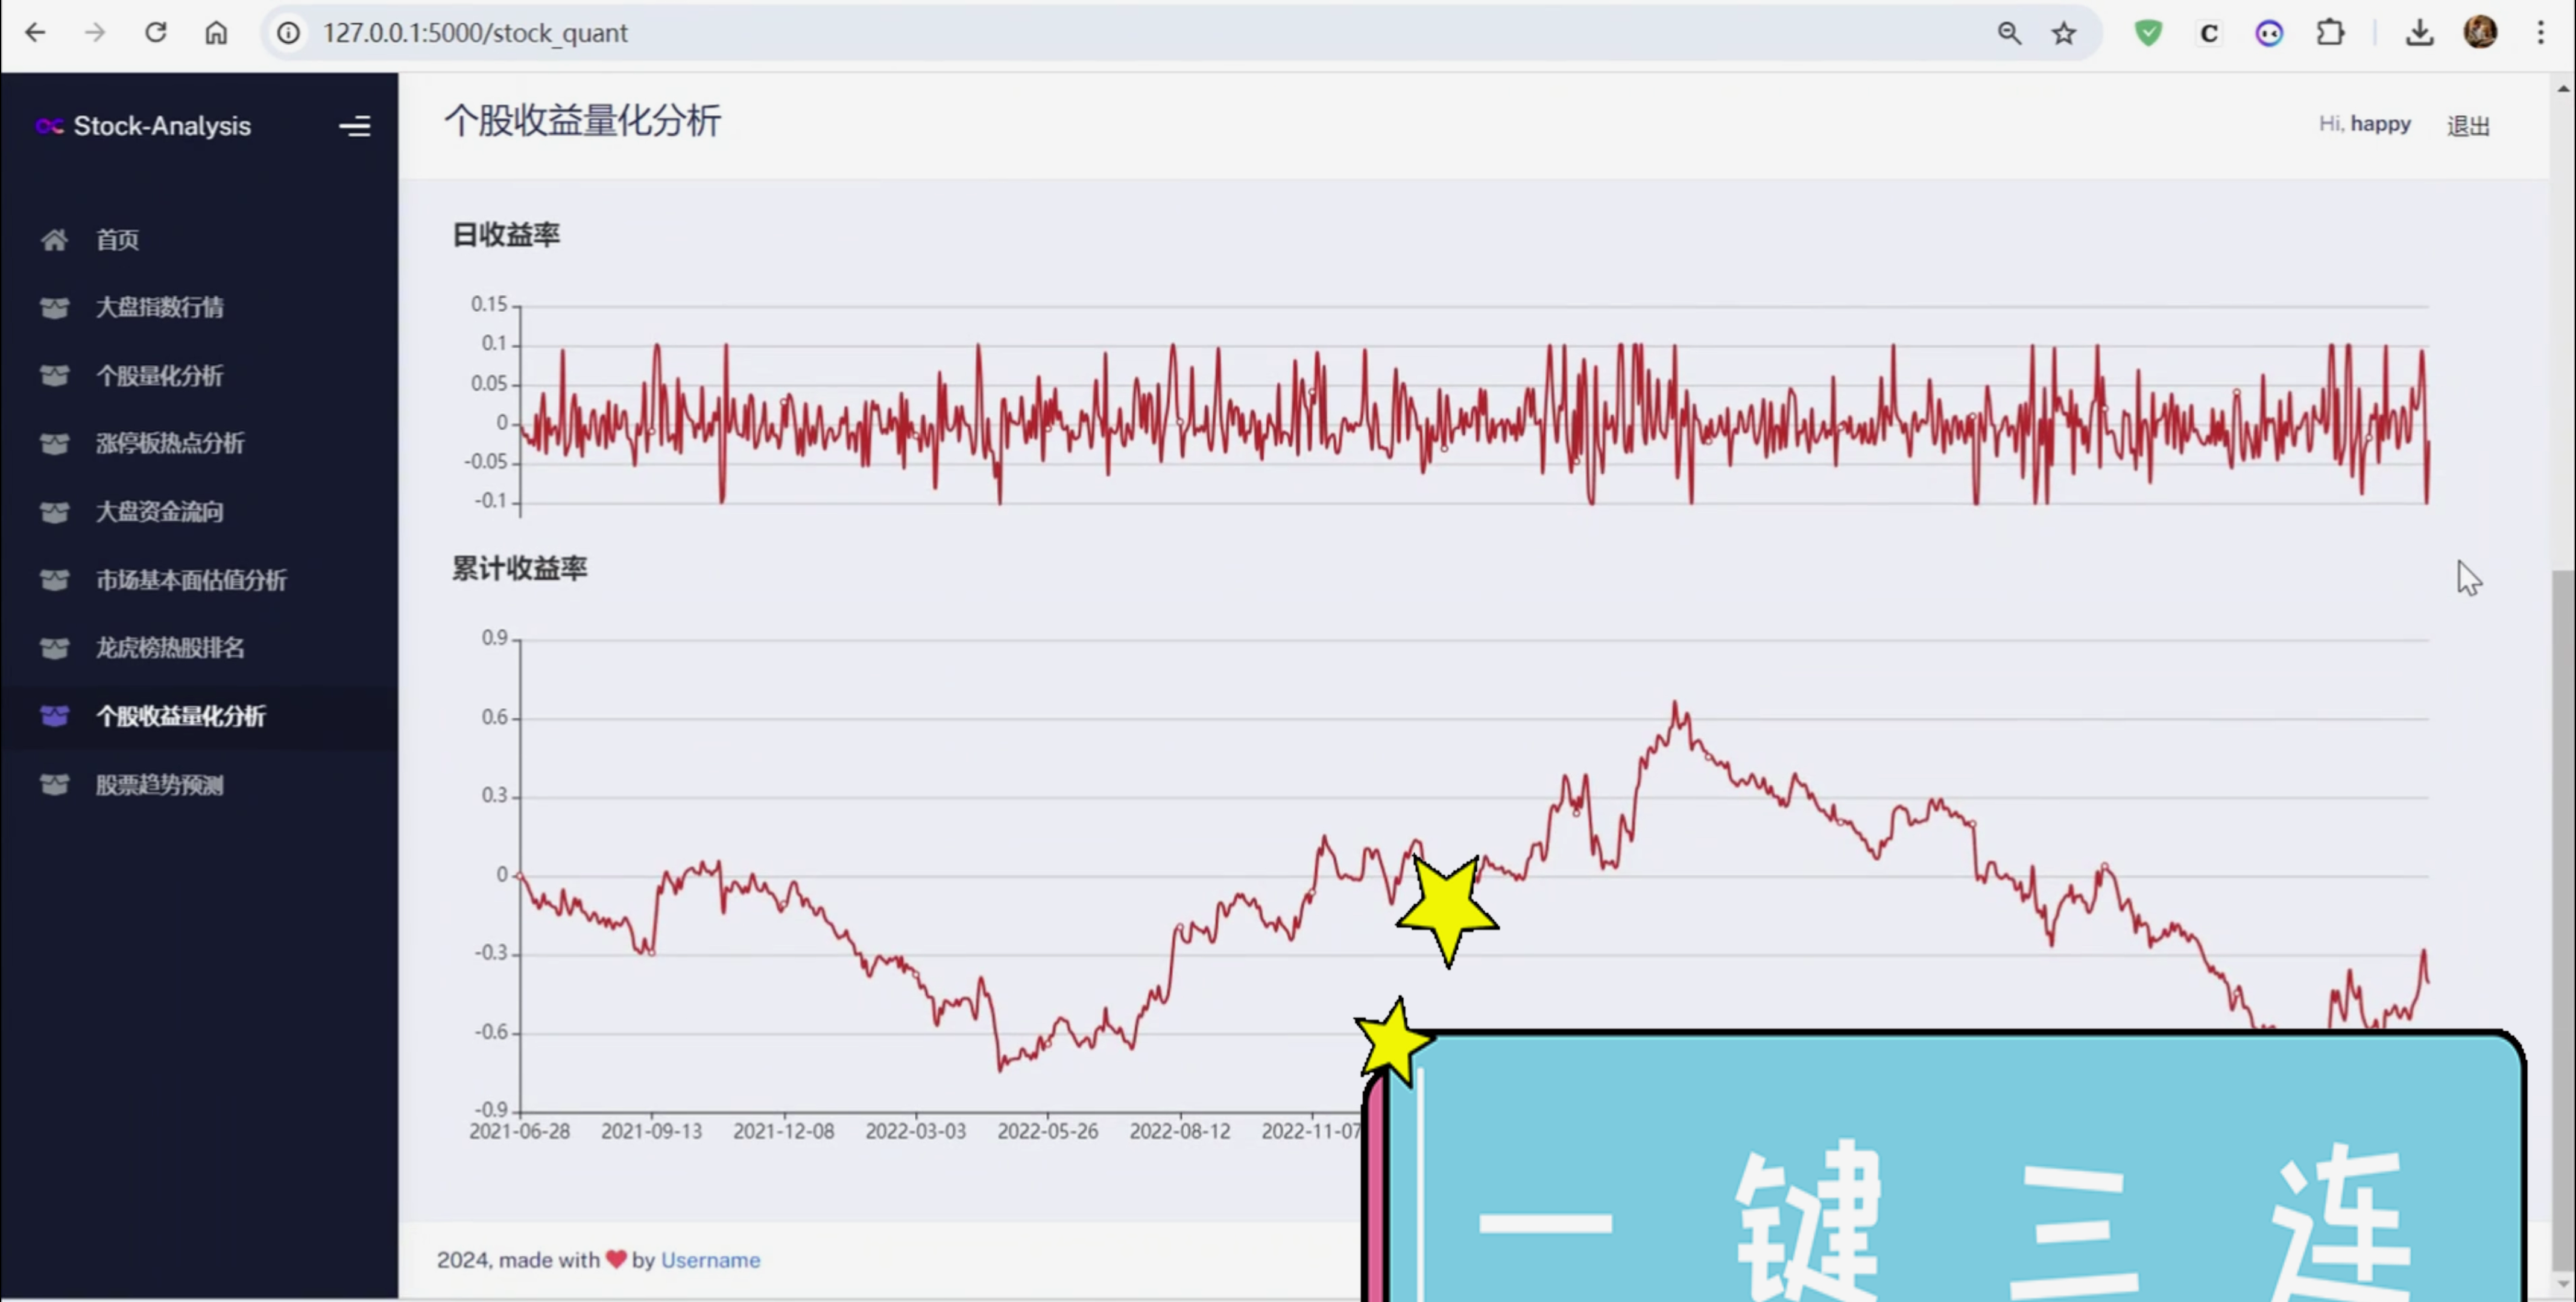 127.0.0.1:5000/stock_quant
Stock-Analysis
个股收益量化分析
Hi, happy 退出
首页
大盘指数行情
个股量化分析
涨停板热点分析
大盘资金流向
市场基本面估值分析
龙虎榜热股排名
个股收益量化分析
股票趋势预测
日收益率
0.15
0.1
0.05
0
-0.05
-0.1
累计收益率
0.9
0.6
0.3
0
-0.3
-0.6
-0.9
2021-06-28 2021-09-13 2021-12-08 2022-03-03 2022-05-26 2022-08-12 2022-11-07
一键三连
2024, made with ❤ by Username